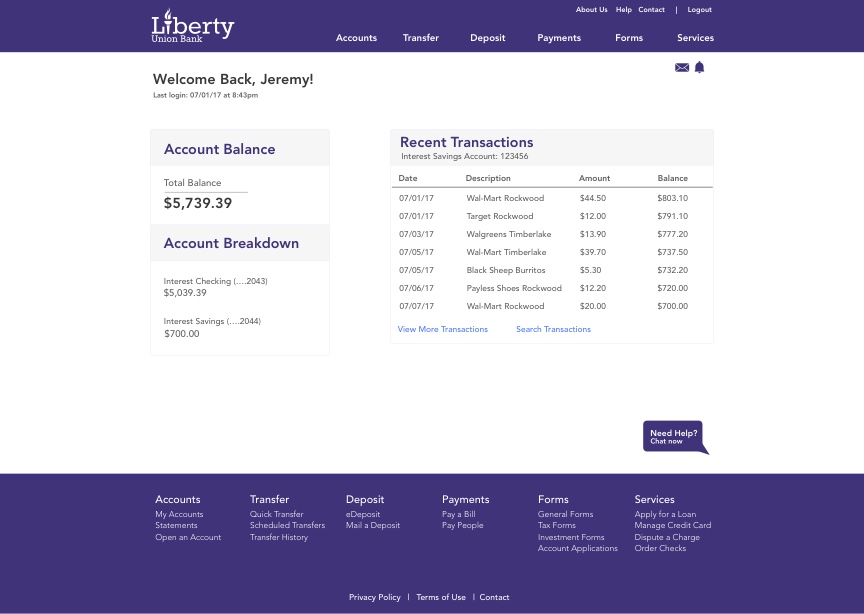 About Us Help Contact | Logout
Liberty
Union Bank
Accounts Transfer Deposit Payments Forms Services
Welcome Back, Jeremy!
Last login: 07/01/17 at 8:43pm
Account Balance
Total Balance
$5,739.39
Account Breakdown
Interest Checking (....2043)
$5,039.39
Interest Savings (....2044)
$700.00
Recent Transactions
Interest Savings Account: 123456
Date Description Amount Balance
07/01/17 Wal-Mart Rockwood $44.50 $803.10
07/01/17 Target Rockwood $12.00 $791.10
07/03/17 Walgreens Timberlake $13.90 $777.20
07/05/17 Wal-Mart Timberlake $39.70 $737.50
07/05/17 Black Sheep Burritos $5.30 $732.20
07/06/17 Payless Shoes Rockwood $12.20 $720.00
07/07/17 Wal-Mart Rockwood $20.00 $700.00
View More Transactions Search Transactions
Need Help?
Chat now
Accounts
My Accounts
Statements
Open an Account
Transfer
Quick Transfer
Scheduled Transfers
Transfer History
Deposit
eDeposit
Mail a Deposit
Payments
Pay a Bill
Pay People
Forms
General Forms
Tax Forms
Investment Forms
Account Applications
Services
Apply for a Loan
Manage Credit Card
Dispute a Charge
Order Checks
Privacy Policy | Terms of Use | Contact